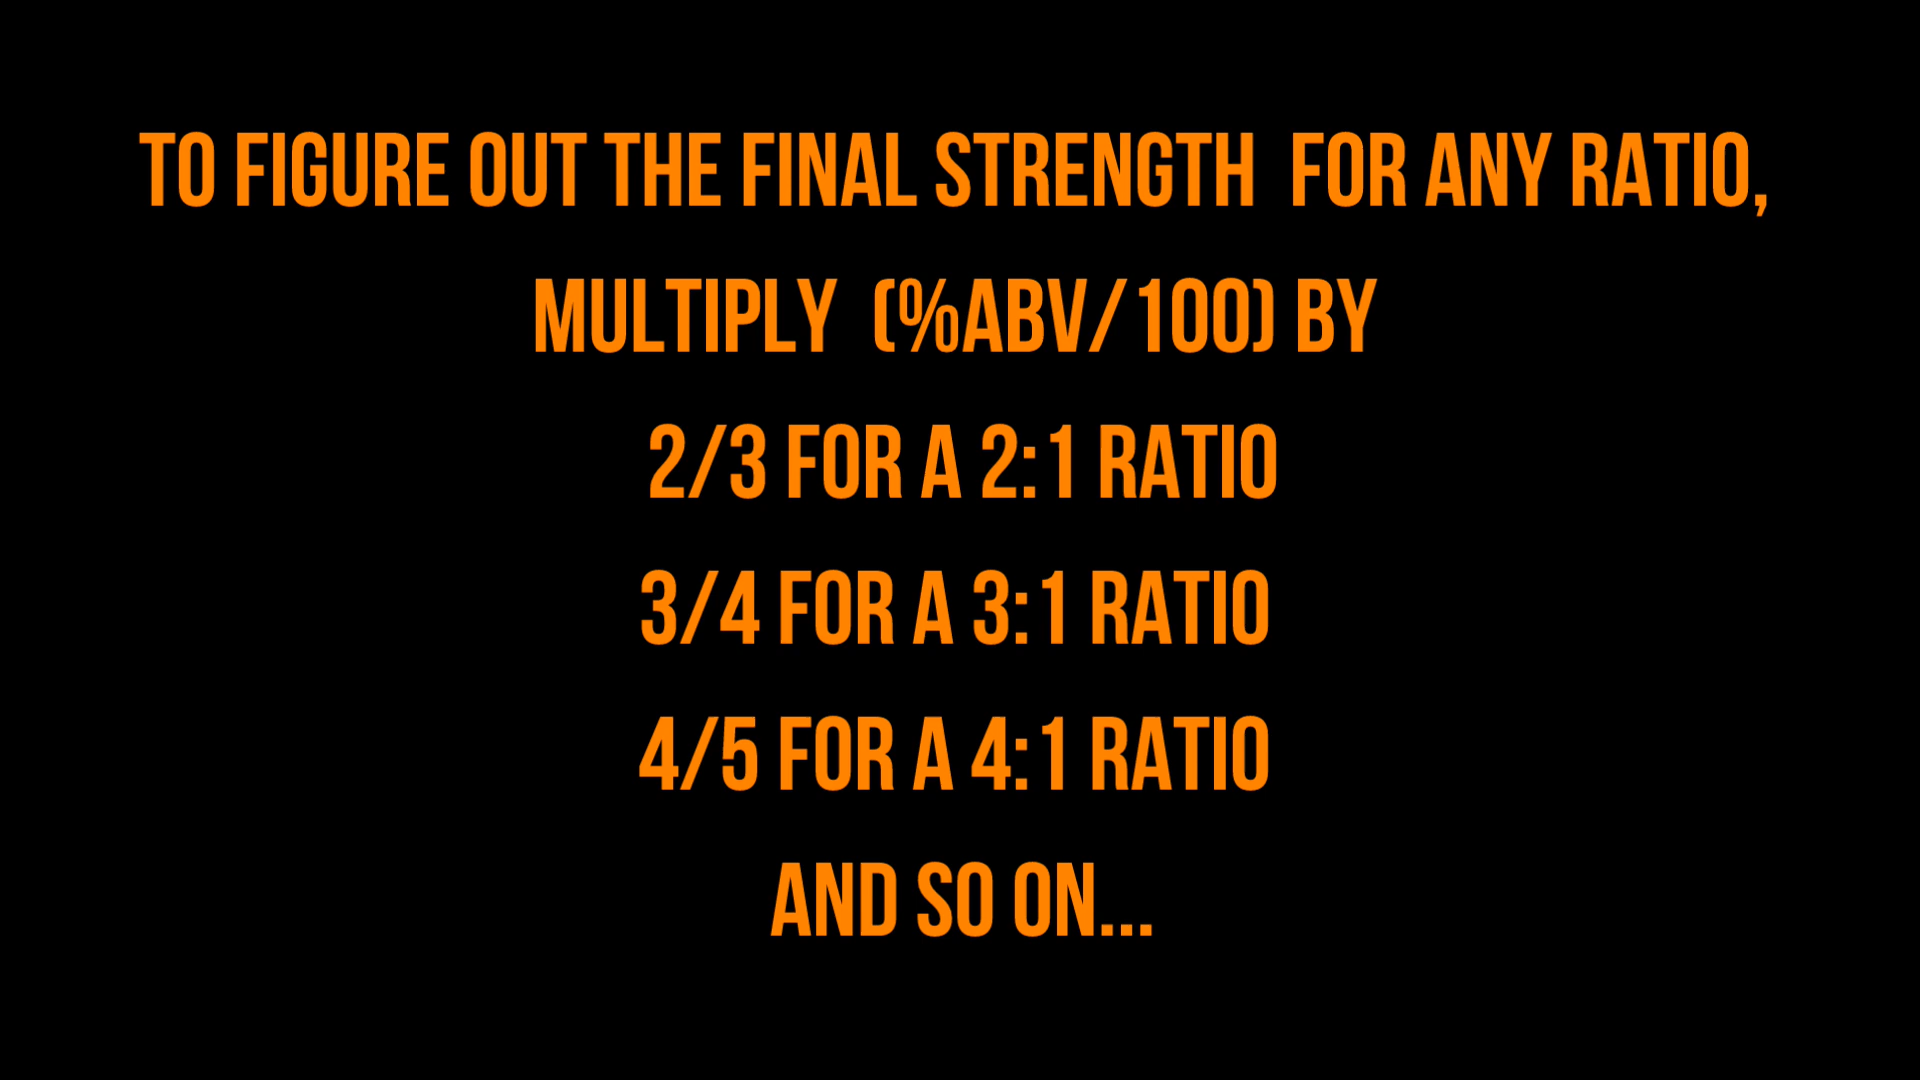 TO FIGURE OUT THE FINAL STRENGTH FOR ANY RATIO,
MULTIPLY (%ABV/100) BY
2/3 FOR A 2:1 RATIO
3/4 FOR A 3:1 RATIO
4/5 FOR A 4:1 RATIO
AND SO ON...